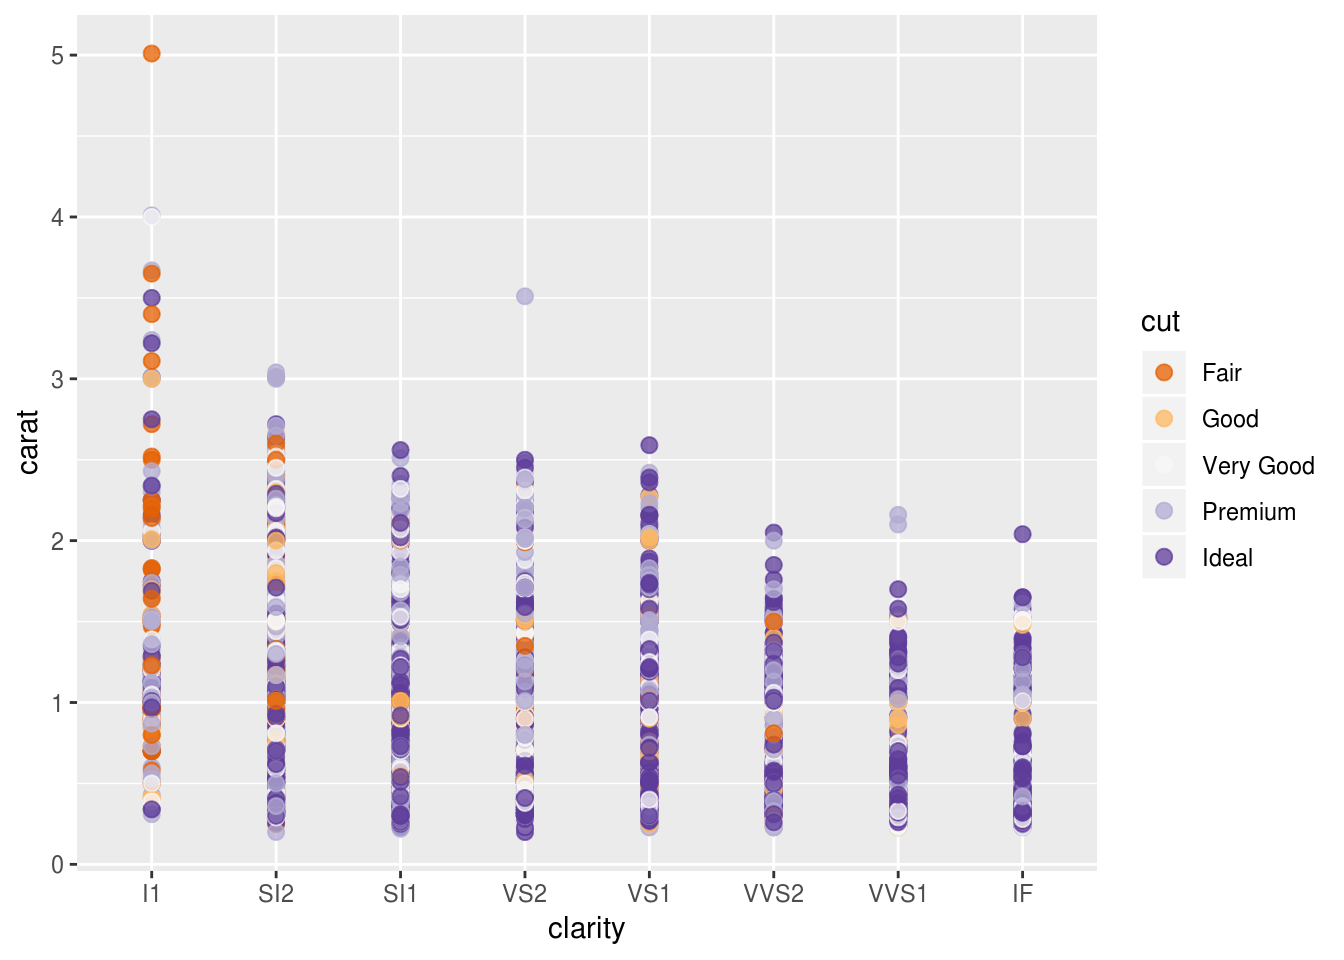 carat
5
4
3
2
1
0
I1 SI2 SI1 VS2 VS1 VVS2 VVS1 IF
clarity
cut
Fair
Good
Very Good
Premium
Ideal